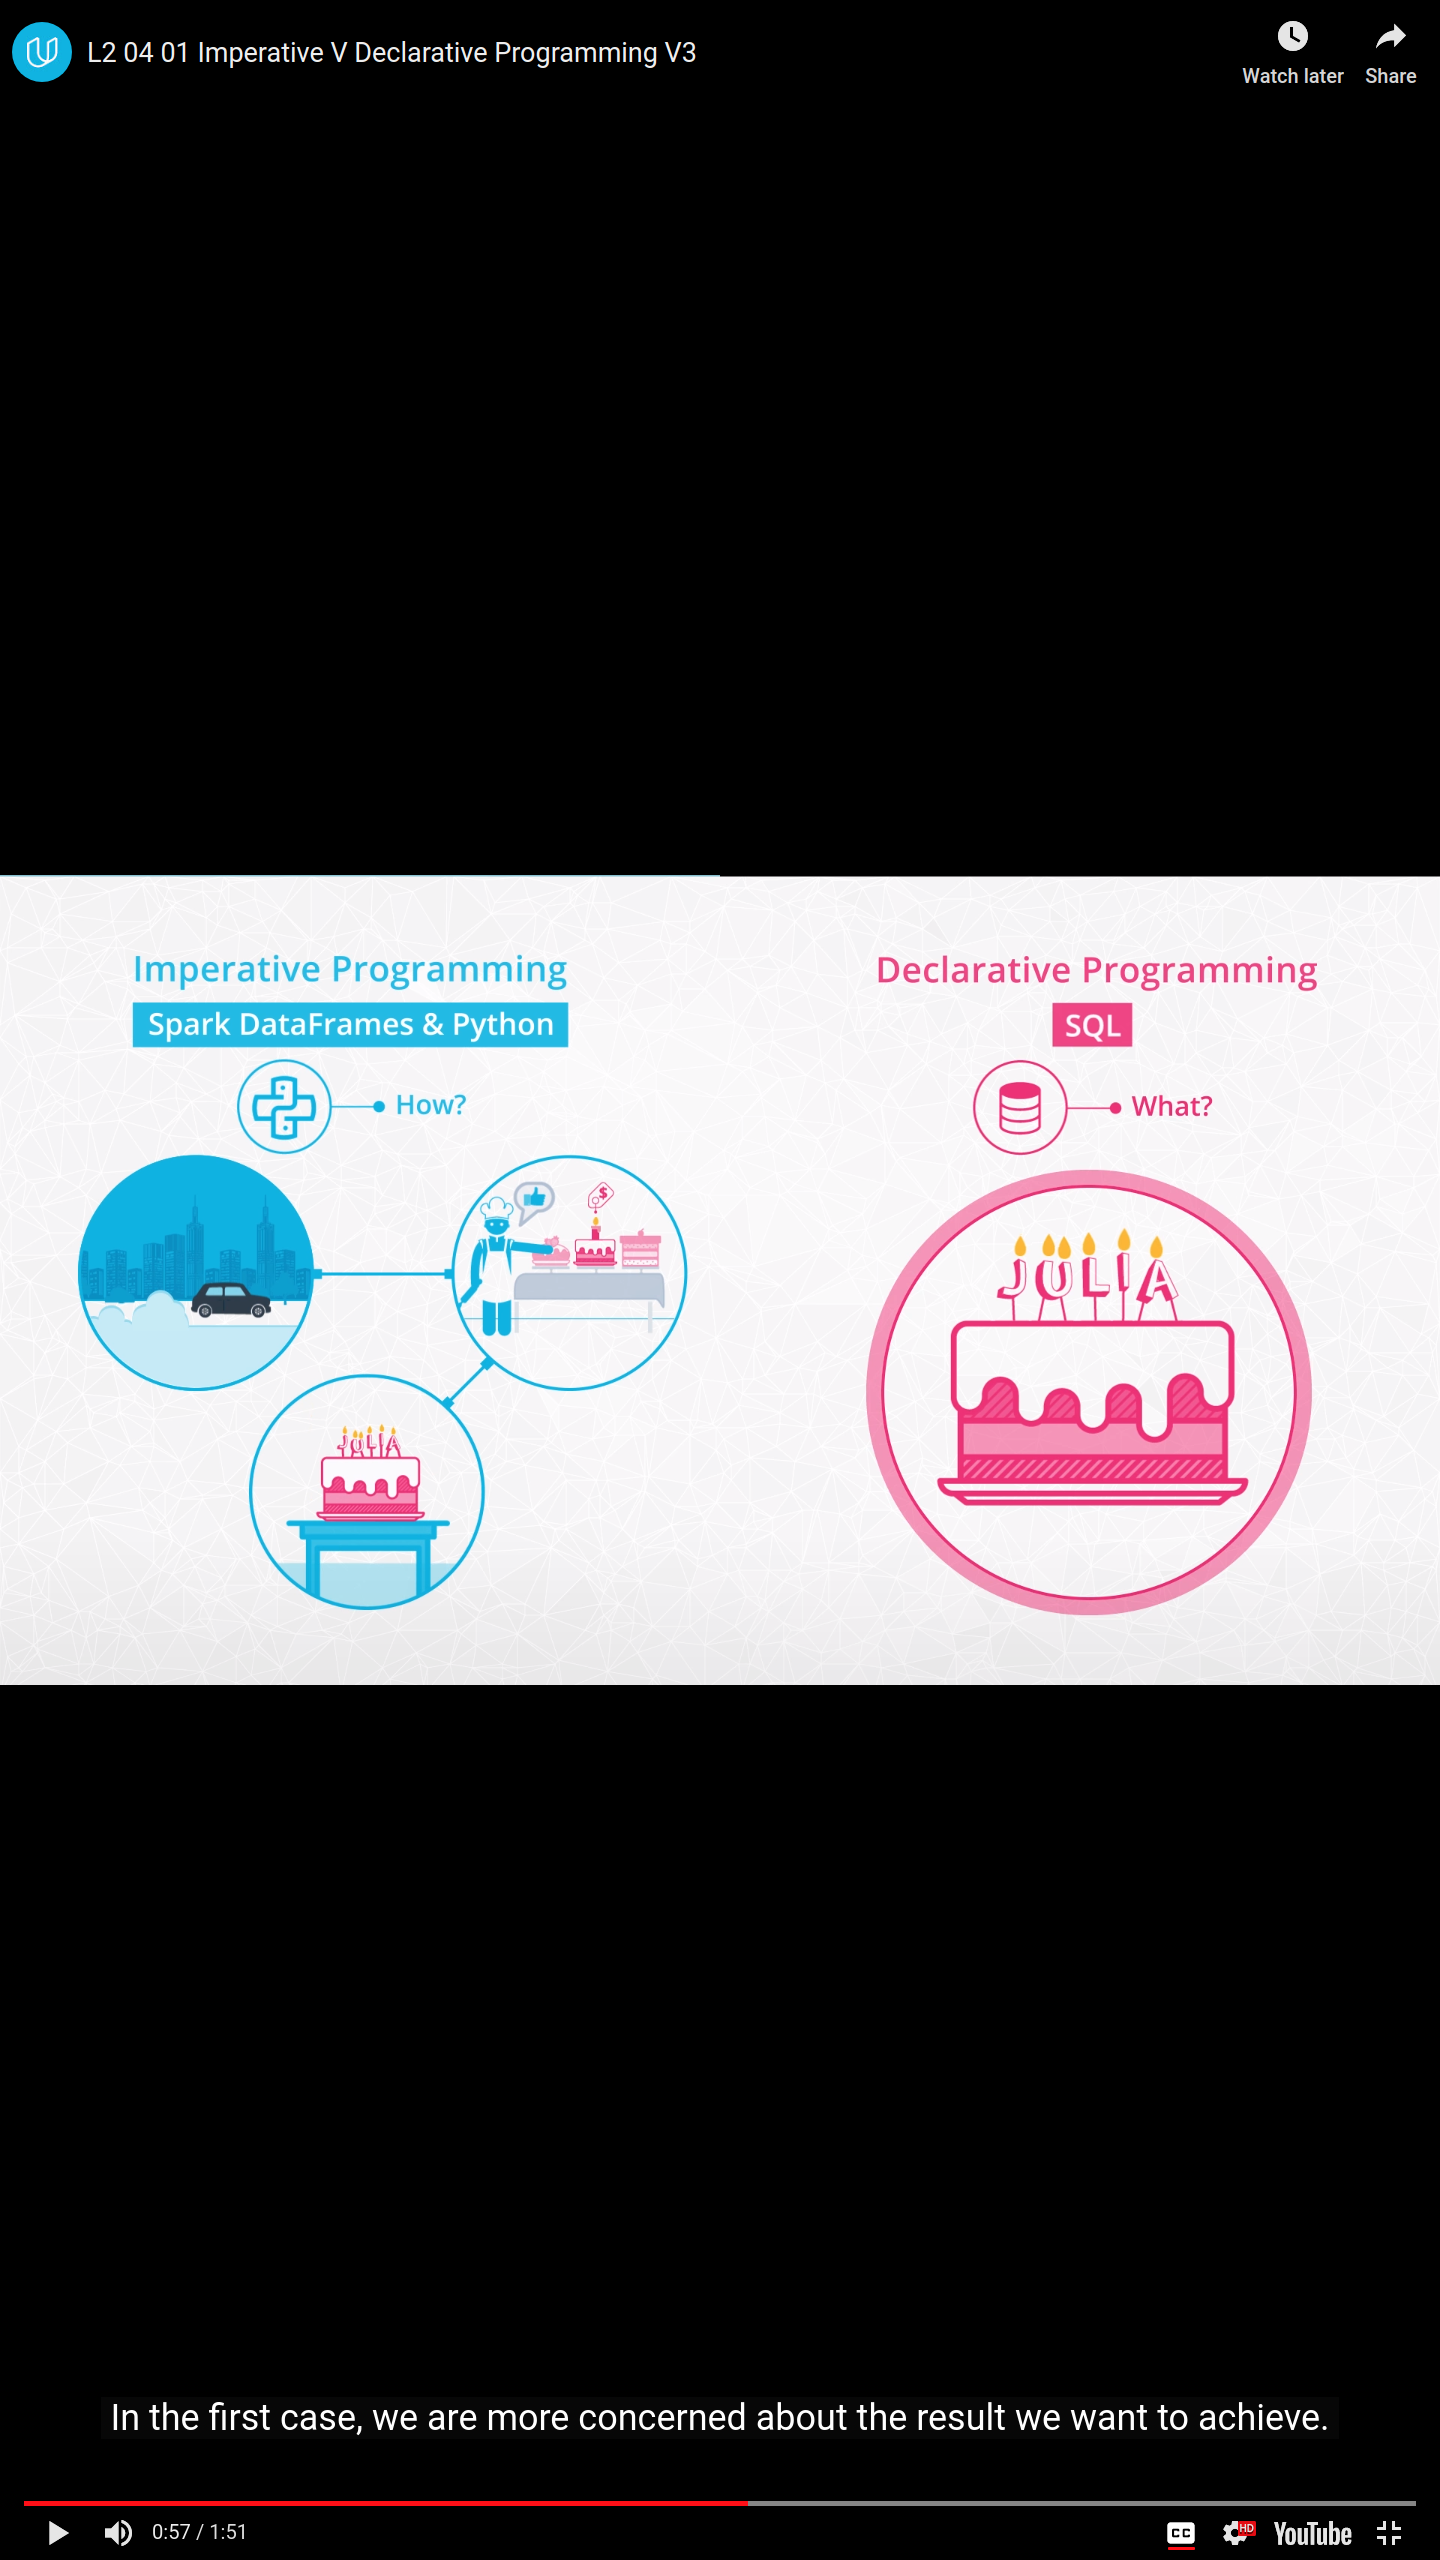 L2 04 01 Imperative V Declarative Programming V3
Watch later
Share
Imperative Programming
Spark DataFrames & Python
How?
$
JULIA
Declarative Programming
SQL
What?
JULIA
In the first case, we are more concerned about the result we want to achieve.
0:57 / 1:51
CC
HD
YouTube